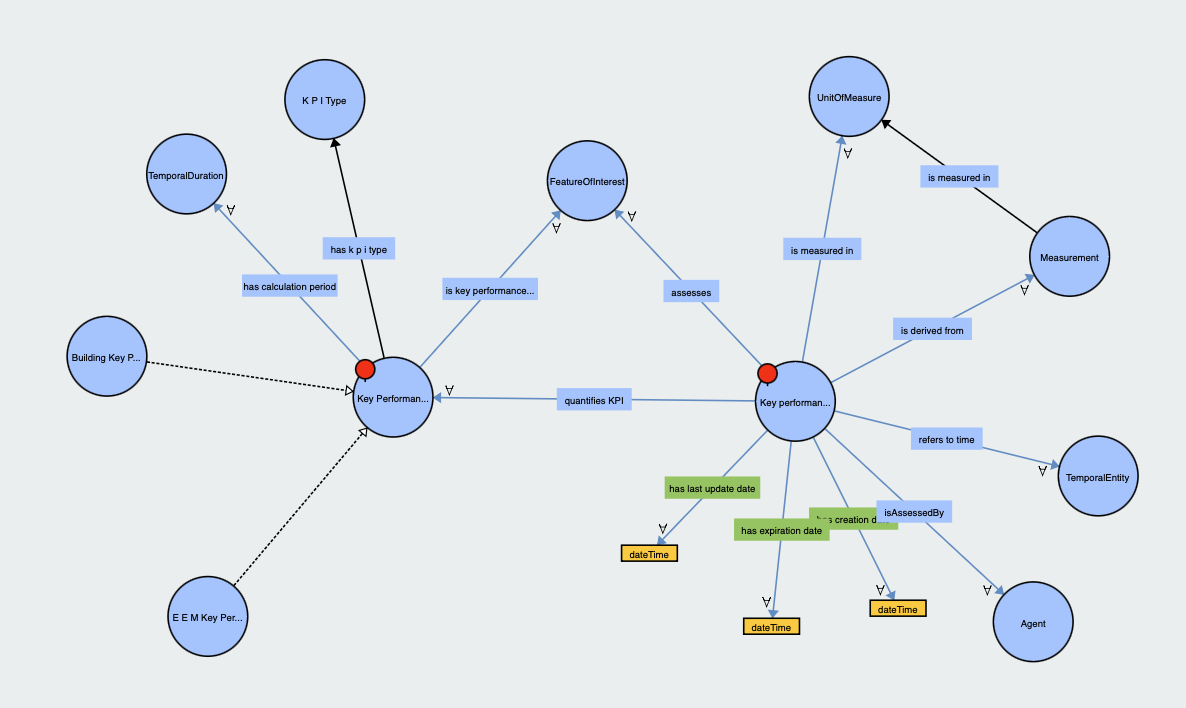 UnitOfMeasure
K P I Type
TemporalDuration
∀
∀
FeatureOfInterest
is measured in
∀
∀
has k p i type
is measured in
Measurement
has calculation period
is key performance...
assesses
∀
is derived from
Building Key P...
Key Performan...
∀
quantifies KPI
Key performan...
refers to time
∀
TemporalEntity
has last update date
isAssessedBy
has creation d
has expiration date
∀
dateTime
∀
∀
∀
dateTime
dateTime
E E M Key Per...
Agent